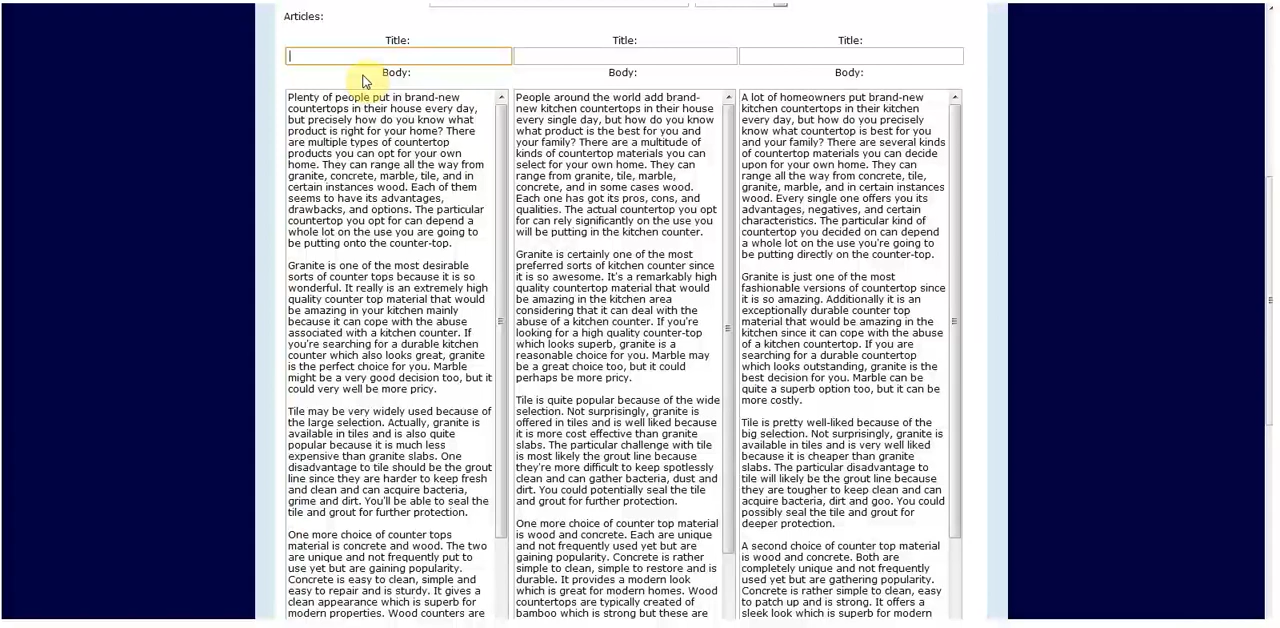 Articles:
Title:
Title:
Title:
Body:
Body:
Body:
Plenty of people put in brand-new
countertops in their house every day,
but precisely how do you know what
product is right for your home? There
are multiple types of countertop
products you can opt for your own
home. They can range all the way from
granite, concrete, marble, tile, and in
certain instances wood. Each of them
seems to have its advantages,
drawbacks, and options. The particular
countertop you opt for can depend a
whole lot on the use you are going to
be putting onto the counter-top.
Granite is one of the most desirable
sorts of counter tops because it is so
wonderful. It really is an extremely high
quality counter top material that would
be amazing in your kitchen mainly
because it can cope with the abuse
associated with a kitchen counter. If
you're searching for a durable kitchen
counter which also looks great, granite
is the perfect choice for you. Marble
might be a very good decision too, but it
could very well be more pricy.
Tile may be very widely used because of
the large selection. Actually, granite is
available in tiles and is also quite
popular because it is much less
expensive than granite slabs. One
disadvantage to tile should be the grout
line since they are harder to keep fresh
and clean and can acquire bacteria,
grime and dirt. You'll be able to seal the
tile and grout for further protection.
One more choice of counter tops
material is concrete and wood. The two
are unique and not frequently put to
use yet but are gaining popularity.
Concrete is easy to clean, simple and
easy to repair and is sturdy. It gives a
clean appearance which is superb for
modern properties. Wood counters are
People around the world add brand-
new kitchen countertops in their house
every single day, but how do you know
what product is the best for you and
your family? There are a multitude of
kinds of countertop materials you can
select for your own home. They can
range from granite, tile, marble,
concrete, and in some cases wood.
Each one has got its pros, cons, and
qualities. The actual countertop you opt
for can rely significantly on the use you
will be putting in the kitchen counter.
Granite is certainly one of the most
preferred sorts of kitchen counter since
it is so awesome. It's a remarkably high
quality countertop material that would
be amazing in the kitchen area
considering that it can deal with the
abuse of a kitchen counter. If you're
looking for a high quality counter-top
which looks superb, granite is a
reasonable choice for you. Marble may
be a great choice too, but it could
perhaps be more pricy.
Tile is quite popular because of the wide
selection. Not surprisingly, granite is
offered in tiles and is well liked because
it is more cost effective than granite
slabs. The particular challenge with tile
is most likely the grout line because
they're more difficult to keep spotlessly
clean and can gather bacteria, dust and
dirt. You could potentially seal the tile
and grout for further protection.
One more choice of counter top material
is wood and concrete. Each are unique
and not frequently used yet but are
gaining popularity. Concrete is rather
simple to clean, simple to restore and is
durable. It provides a modern look
which is great for modern homes. Wood
countertops are typically created of
bamboo which is strong but these are
A lot of homeowners put brand-new
kitchen countertops in their kitchen
every day, but how do you precisely
know what countertop is best for you
and your family? There are several kinds
of countertop materials you can decide
upon for your own home. They can
range all the way from concrete, tile,
granite, marble, and in certain instances
wood. Every single one offers you its
advantages, negatives, and certain
characteristics. The particular kind of
countertop you decided on can depend
a whole lot on the use you're going to
be putting directly on the counter-top.
Granite is just one of the most
fashionable versions of countertop since
it is so amazing. Additionally it is an
exceptionally durable counter top
material that would be amazing in the
kitchen since it can cope with the abuse
of a kitchen countertop. If you are
searching for a durable countertop
which looks outstanding, granite is the
best decision for you. Marble can be
quite a superb option too, but it can be
more costly.
Tile is pretty well-liked because of the
big selection. Not surprisingly, granite is
available in tiles and is very well liked
because it is cheaper than granite
slabs. The particular disadvantage to
tile will likely be the grout line because
they are tougher to keep clean and can
acquire bacteria, dirt and goo. You could
possibly seal the tile and grout for
deeper protection.
A second choice of counter top material
is wood and concrete. Both are
completely unique and not frequently
used yet but are gathering popularity.
Concrete is rather simple to clean, easy
to patch up and is strong. It offers a
sleek look which is superb for modern